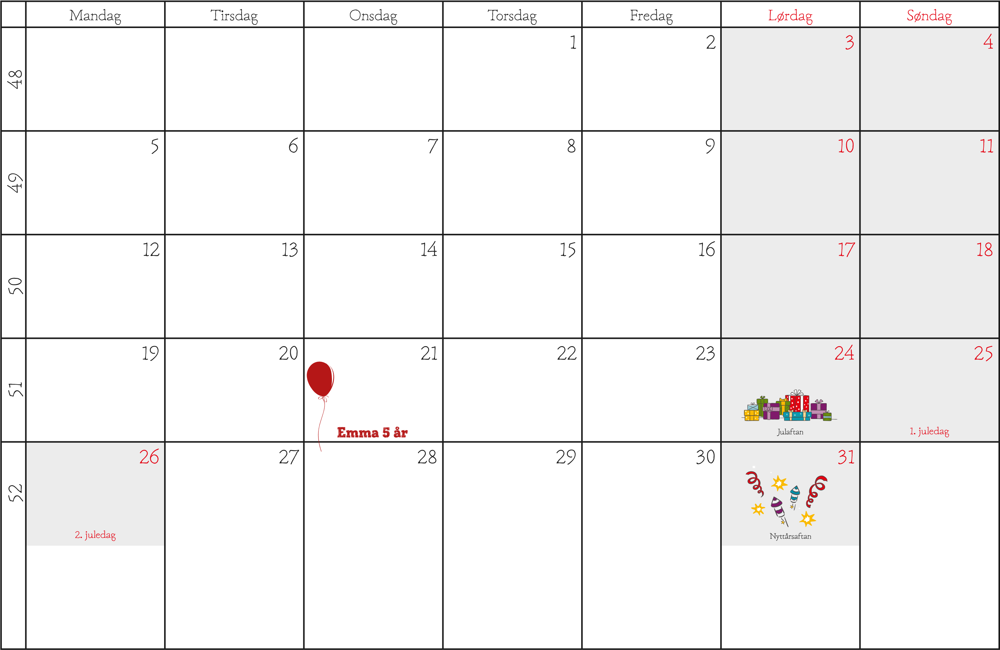 Mandag Tirsdag Onsdag Torsdag Fredag Lørdag Søndag
48 1 2 3 4
49 5 6 7 8 9 10 11
50 12 13 14 15 16 17 18
51 19 20 21 22 23 24 25
Emma 5 år Julaftan 1. juledag
52 26 27 28 29 30 31
2. juledag Nyttårsaftan